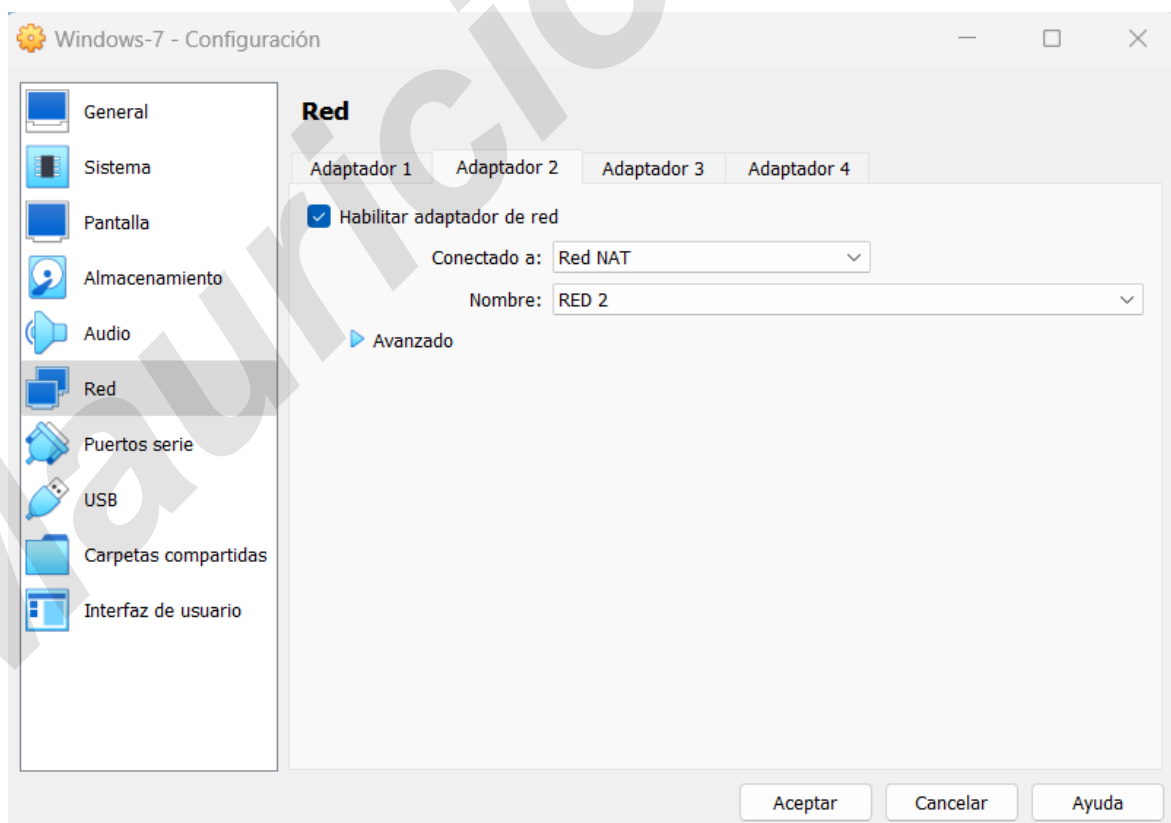 Windows-7 - Configuración
General
Sistema
Pantalla
Almacenamiento
Audio
Red
Puertos serie
USB
Carpetas compartidas
Interfaz de usuario
Red
Adaptador 1 Adaptador 2 Adaptador 3 Adaptador 4
Habilitar adaptador de red
Conectado a: Red NAT
Nombre: RED 2
Avanzado
Aceptar Cancelar Ayuda